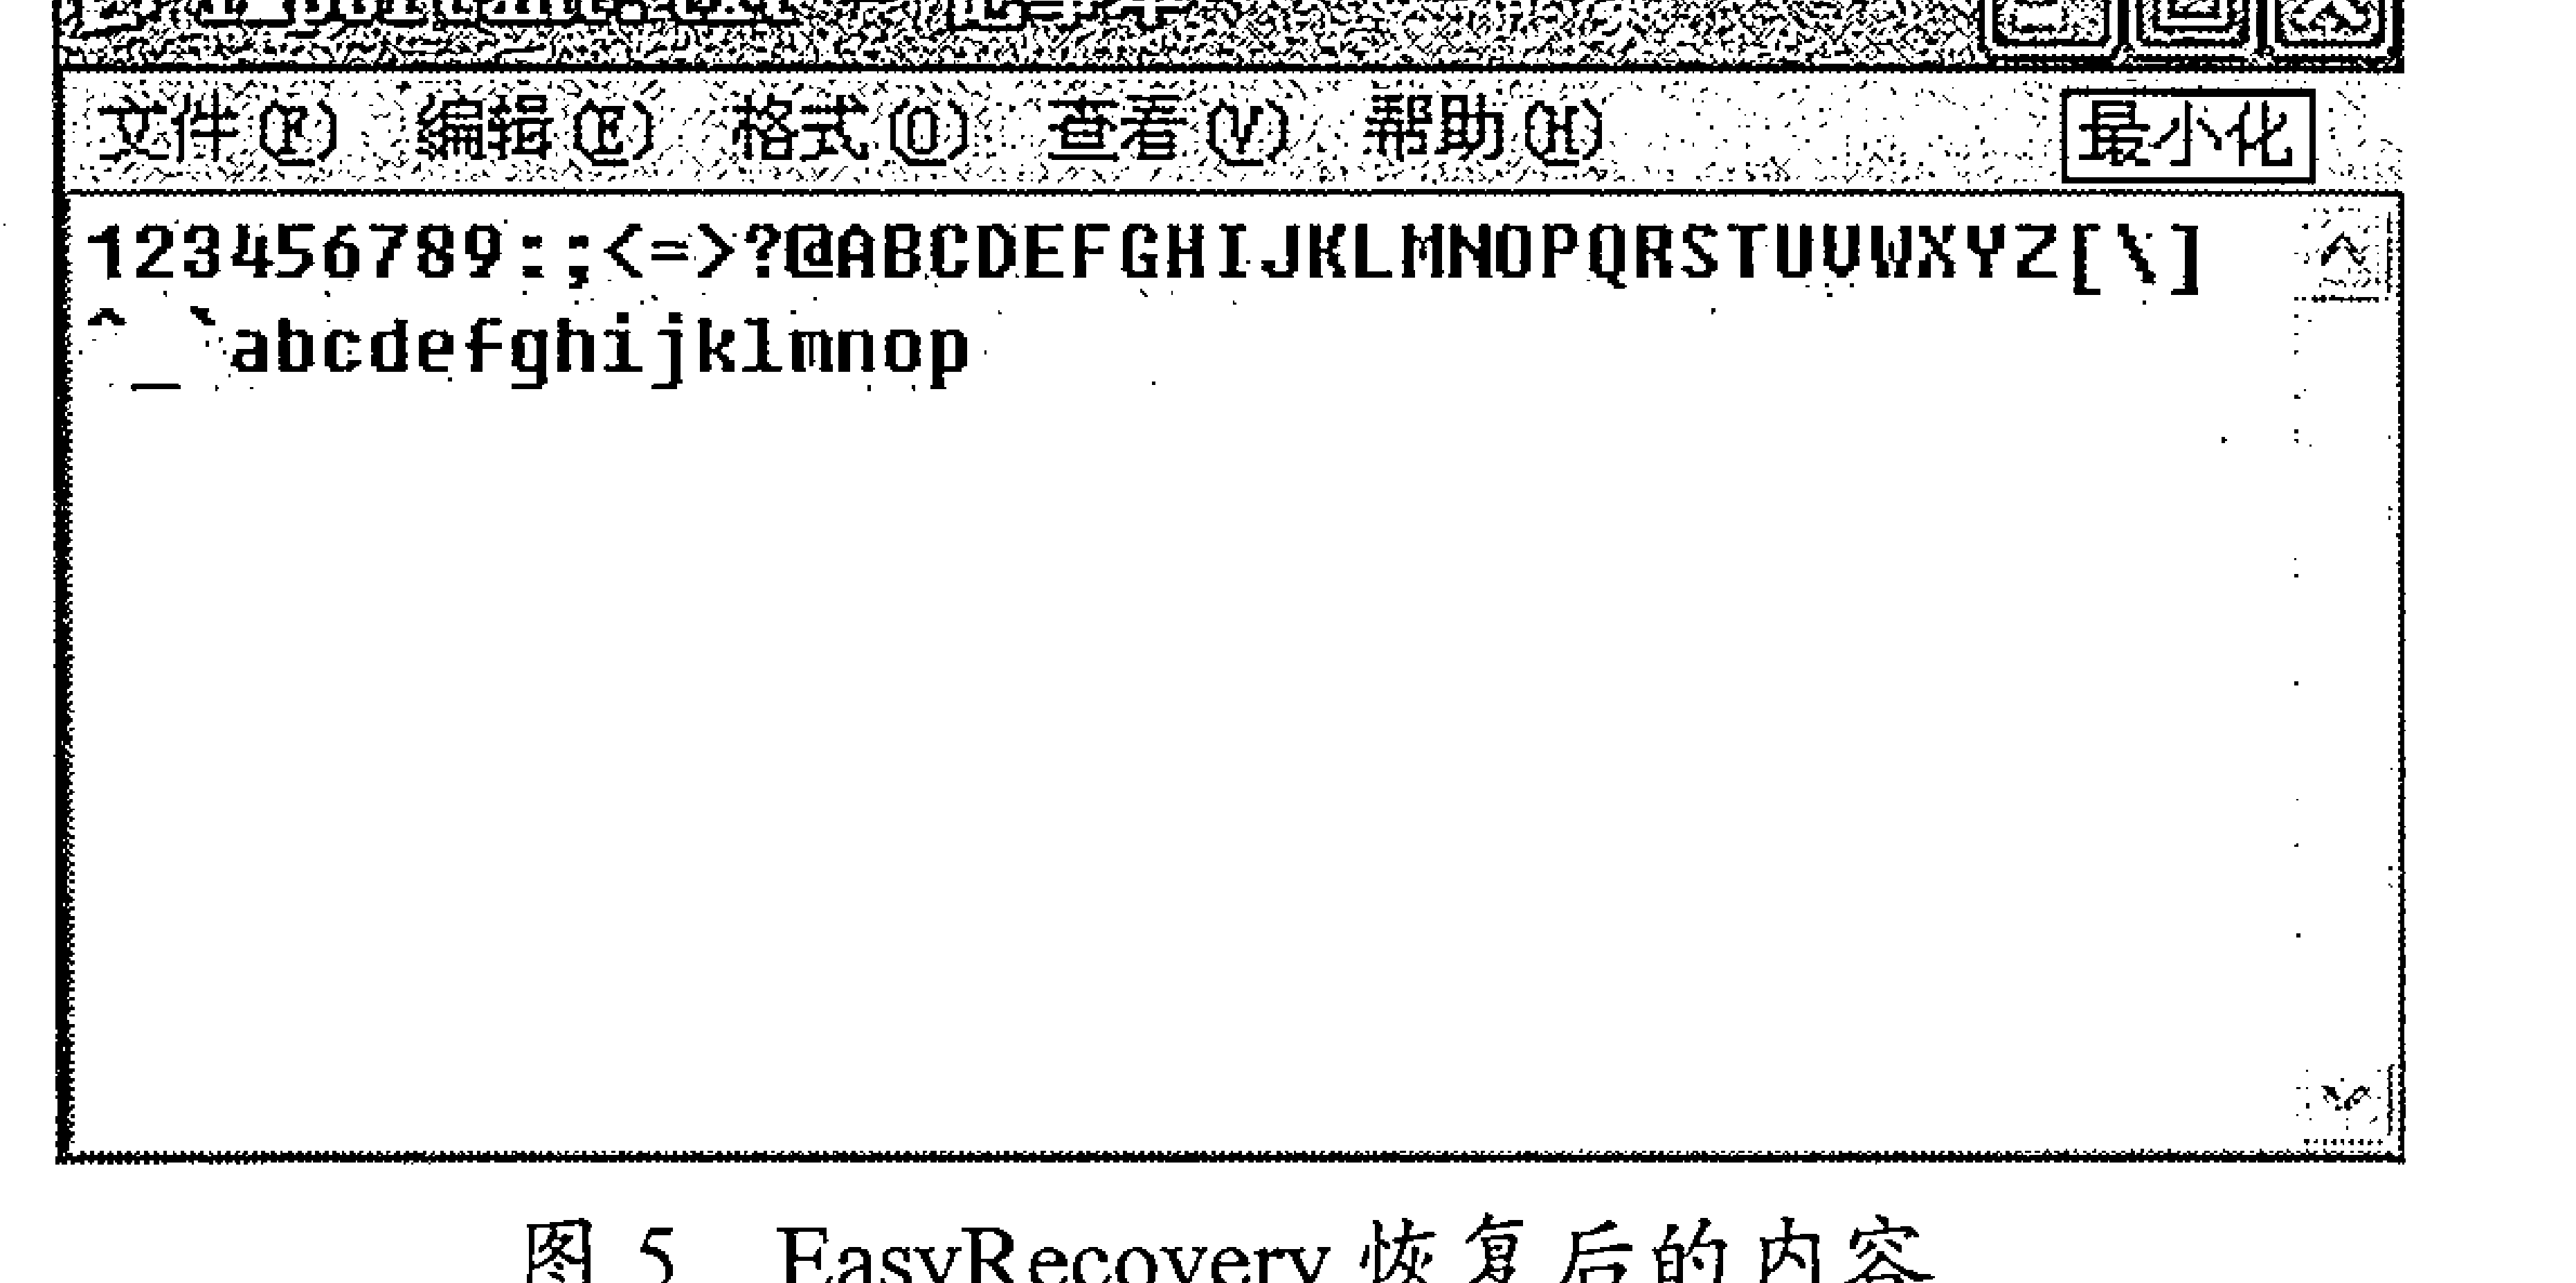 文件(F) 编辑(E) 格式(O) 查看(V) 帮助(H) 最小化
123456789:;<=>?@ABCDEFGHIJKLMNOPQRSTUVWXYZ[\]
^_`abcdefghijklmnop
图 5 EasyRecovery 恢复后的内容